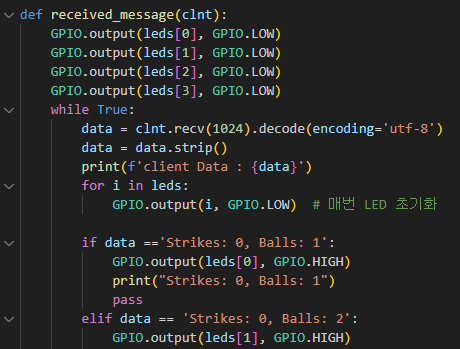 def received_message(clnt):
    GPIO.output(leds[0], GPIO.LOW)
    GPIO.output(leds[1], GPIO.LOW)
    GPIO.output(leds[2], GPIO.LOW)
    GPIO.output(leds[3], GPIO.LOW)
    while True:
        data = clnt.recv(1024).decode(encoding='utf-8')
        data = data.strip()
        print(f'client Data : {data}')
        for i in leds:
            GPIO.output(i, GPIO.LOW)  # 매번 LED 초기화
        if data =='Strikes: 0, Balls: 1':
            GPIO.output(leds[0], GPIO.HIGH)
            print("Strikes: 0, Balls: 1")
            pass
        elif data == 'Strikes: 0, Balls: 2':
            GPIO.output(leds[1], GPIO.HIGH)